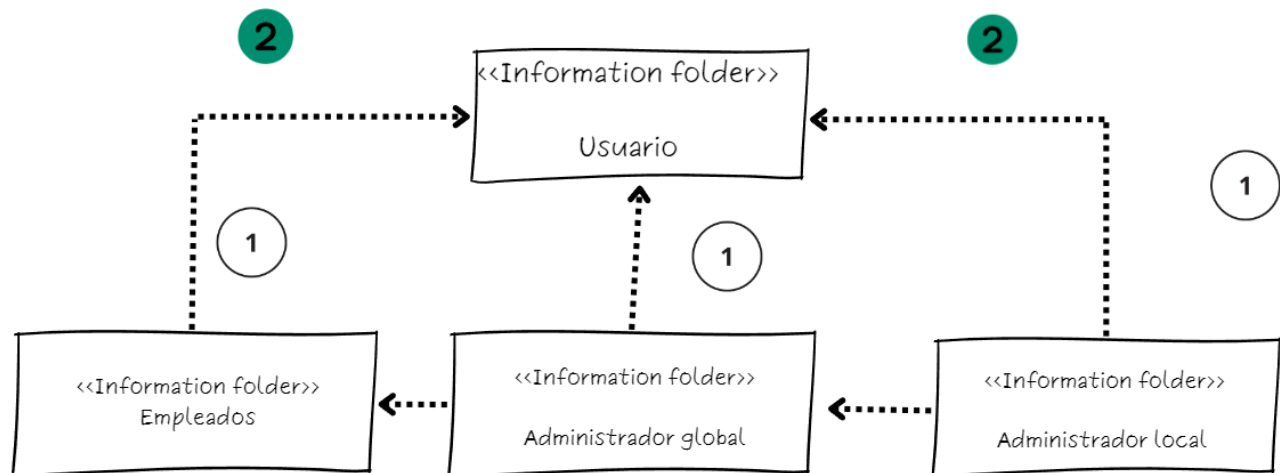 2
2
<<Information folder>>
Usuario
1
1
1
<<Information folder>>
Empleados
<<Information folder>>
Administrador global
<<Information folder>>
Administrador local